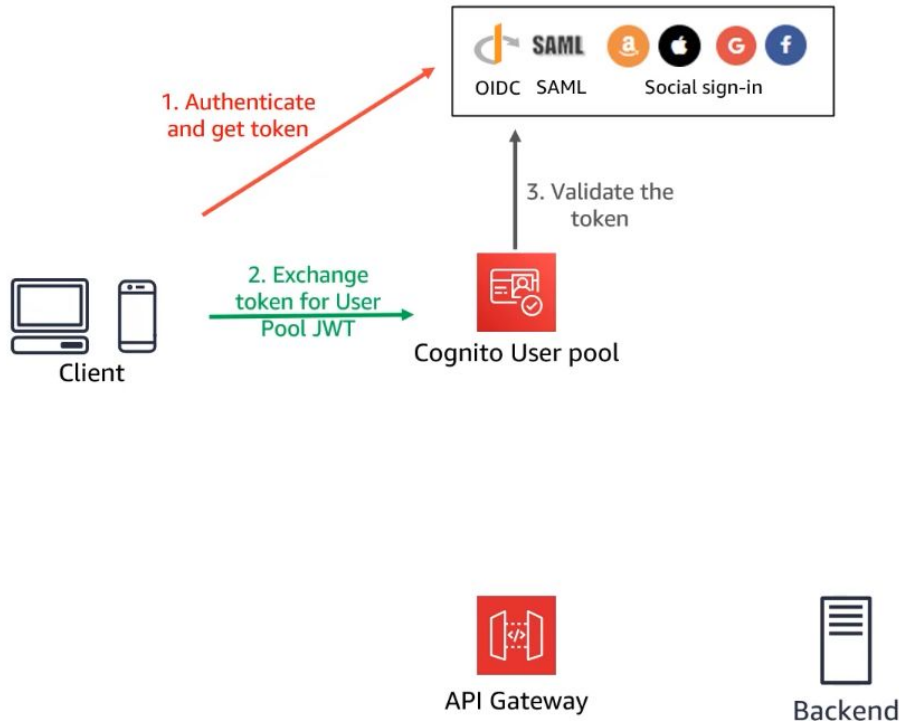 SAML
a
G
f
OIDC SAML Social sign-in
1. Authenticate
and get token
3. Validate the
token
2. Exchange
token for User
Pool JWT
Client
Cognito User pool
</>
API Gateway
Backend